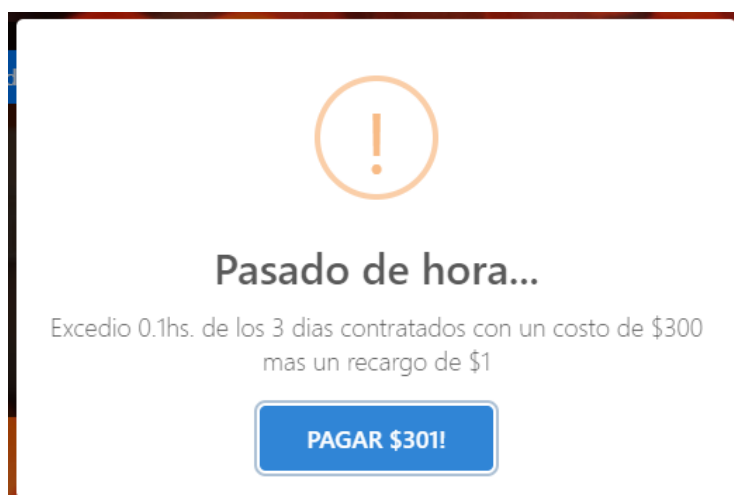 !
Pasado de hora...
Excedio 0.1hs. de los 3 dias contratados con un costo de $300
mas un recargo de $1
PAGAR $301!